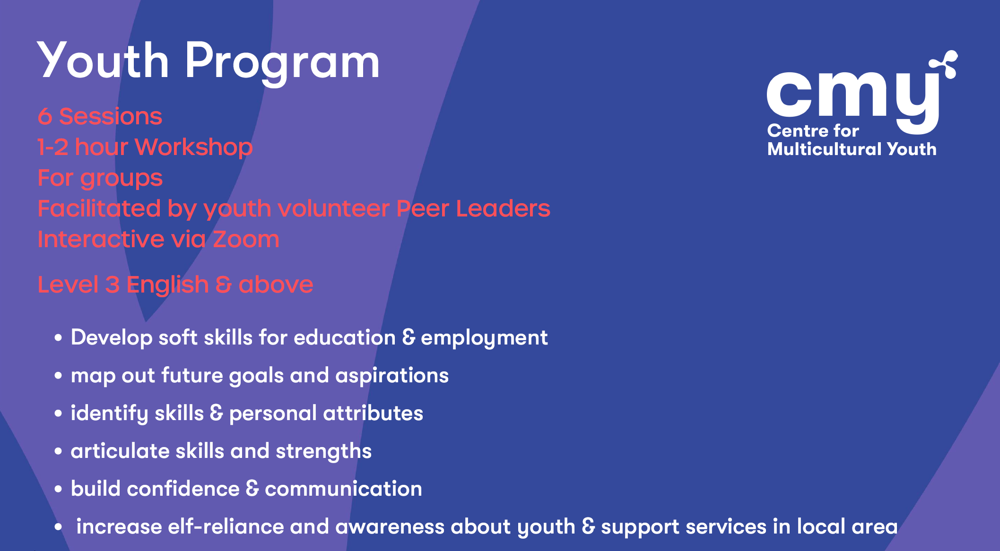 Youth Program
6 Sessions
1-2 hour Workshop
For groups
Facilitated by youth volunteer Peer Leaders
Interactive via Zoom
Level 3 English & above
• Develop soft skills for education & employment
• map out future goals and aspirations
• identify skills & personal attributes
• articulate skills and strengths
• build confidence & communication
• increase elf-reliance and awareness about youth & support services in local area
cmy
Centre for
Multicultural Youth